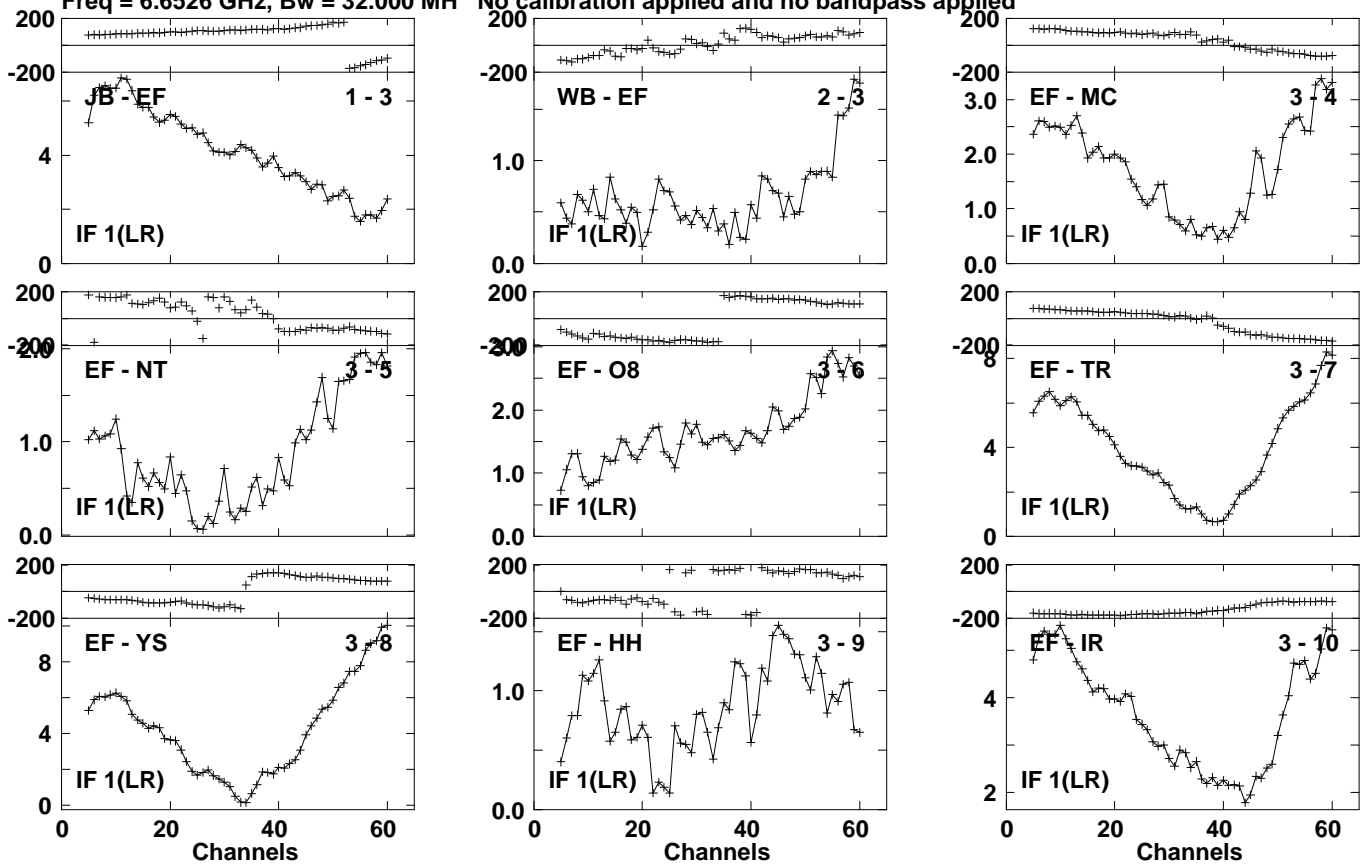 Freq = 6.6526 GHz, Bw = 32.000 MH No calibration applied and no bandpass applied
200
-200
JB - EF 1 - 3
4
IF 1(LR)
0
WB - EF 2 - 3
1.0
IF 1(LR)
0.0
200
-200
EF - MC 3 - 4
3.0
2.0
1.0
IF 1(LR)
0.0
200
-200
2.0
EF - NT 3 - 5
1.0
IF 1(LR)
0.0
200
-200
3.0
EF - O8 3 - 6
2.0
1.0
IF 1(LR)
0.0
200
-200
8
EF - TR 3 - 7
4
IF 1(LR)
0
200
-200
EF - YS 3 - 8
8
4
IF 1(LR)
0
0 20 40 60
Channels
200
-200
EF - HH 3 - 9
1.0
IF 1(LR)
0.0
0 20 40 60
Channels
200
-200
EF - IR 3 - 10
4
IF 1(LR)
2
0 20 40 60
Channels